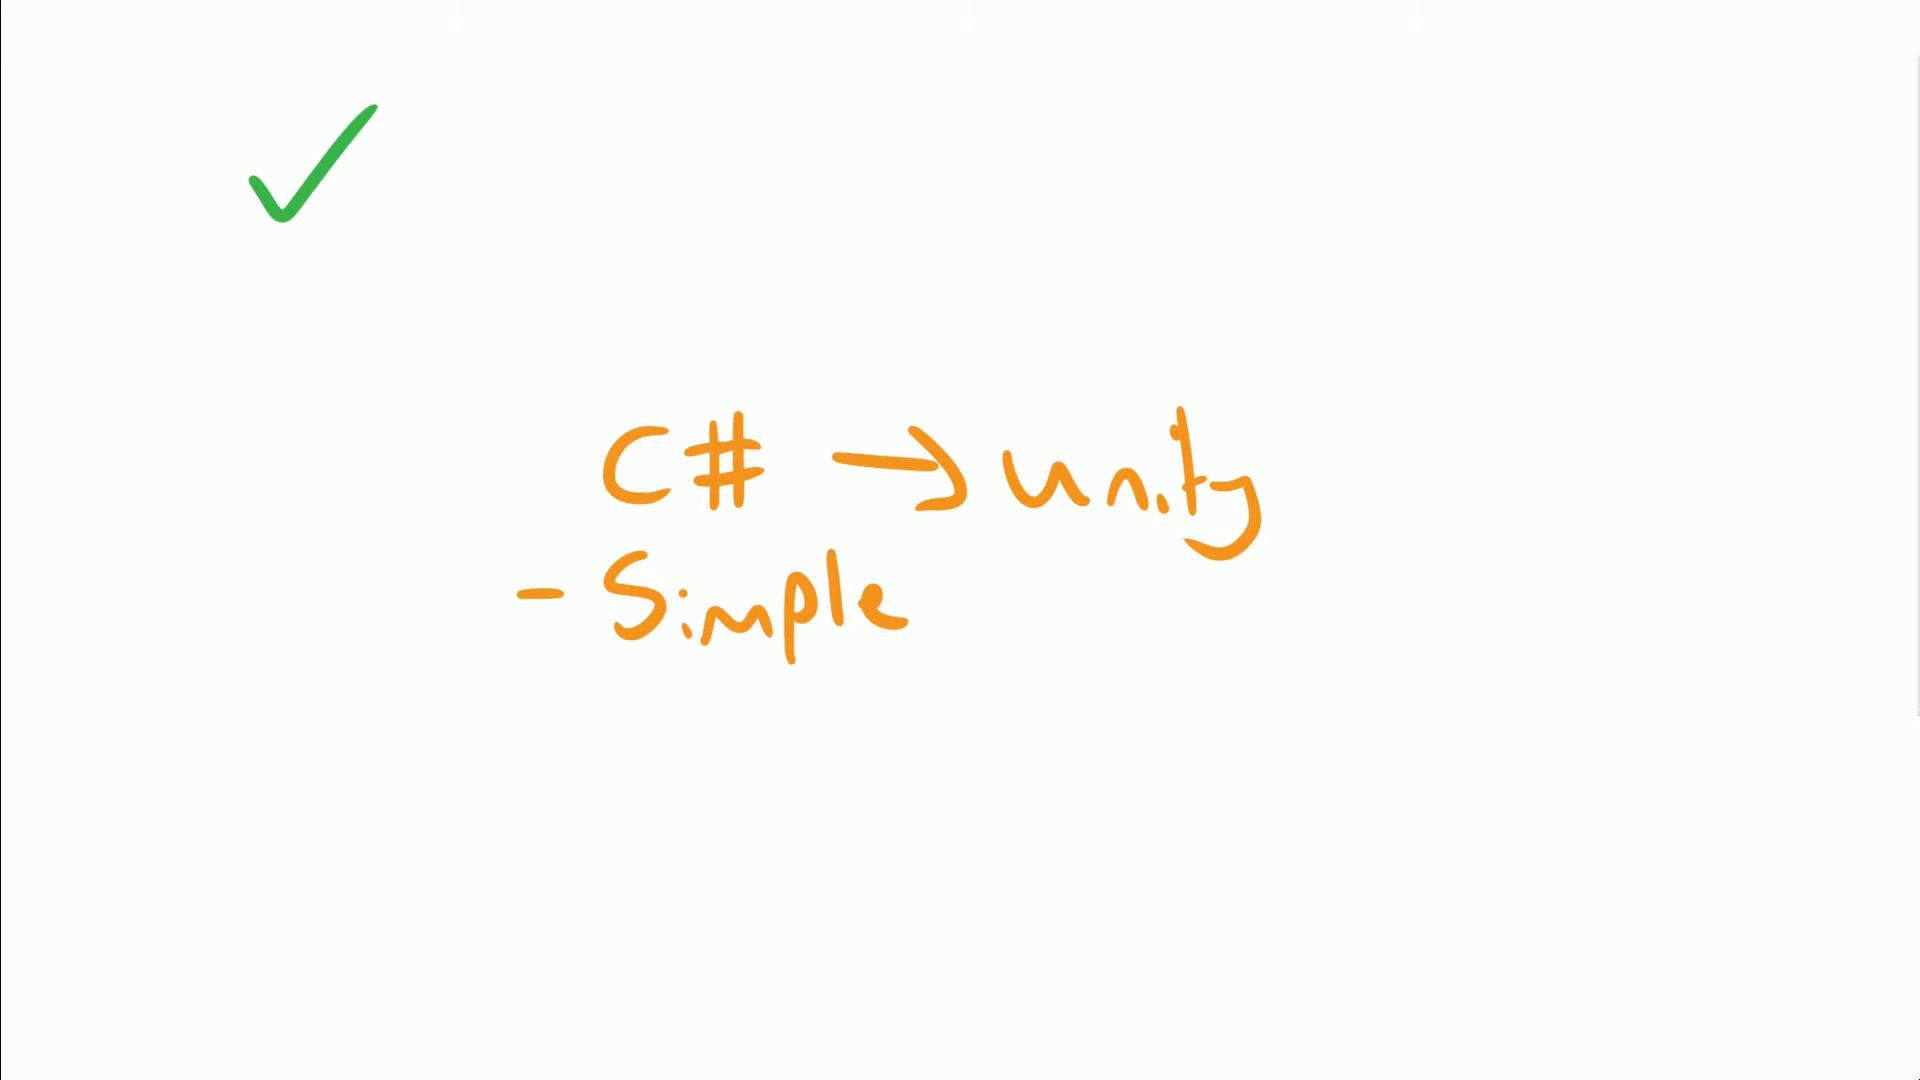 C# → unity
- Simple